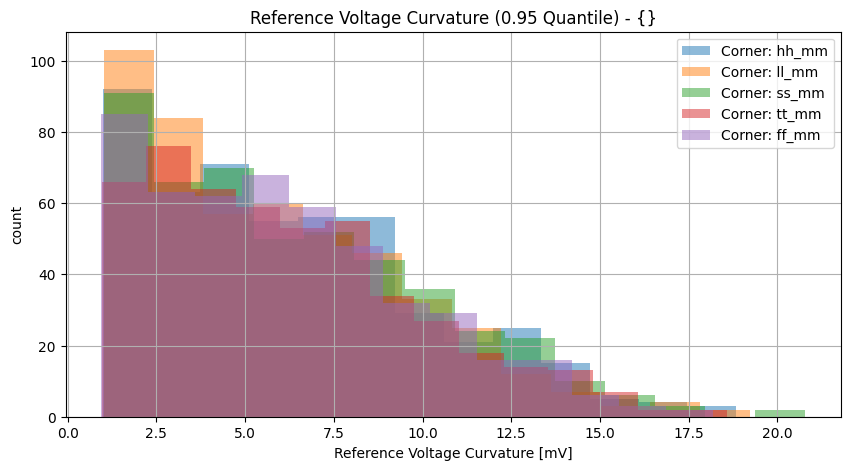 Reference Voltage Curvature (0.95 Quantile) - {}
Corner: hh_mm
Corner: ll_mm
Corner: ss_mm
Corner: tt_mm
Corner: ff_mm
100
80
60
40
20
0
count
0.0 2.5 5.0 7.5 10.0 12.5 15.0 17.5 20.0
Reference Voltage Curvature [mV]